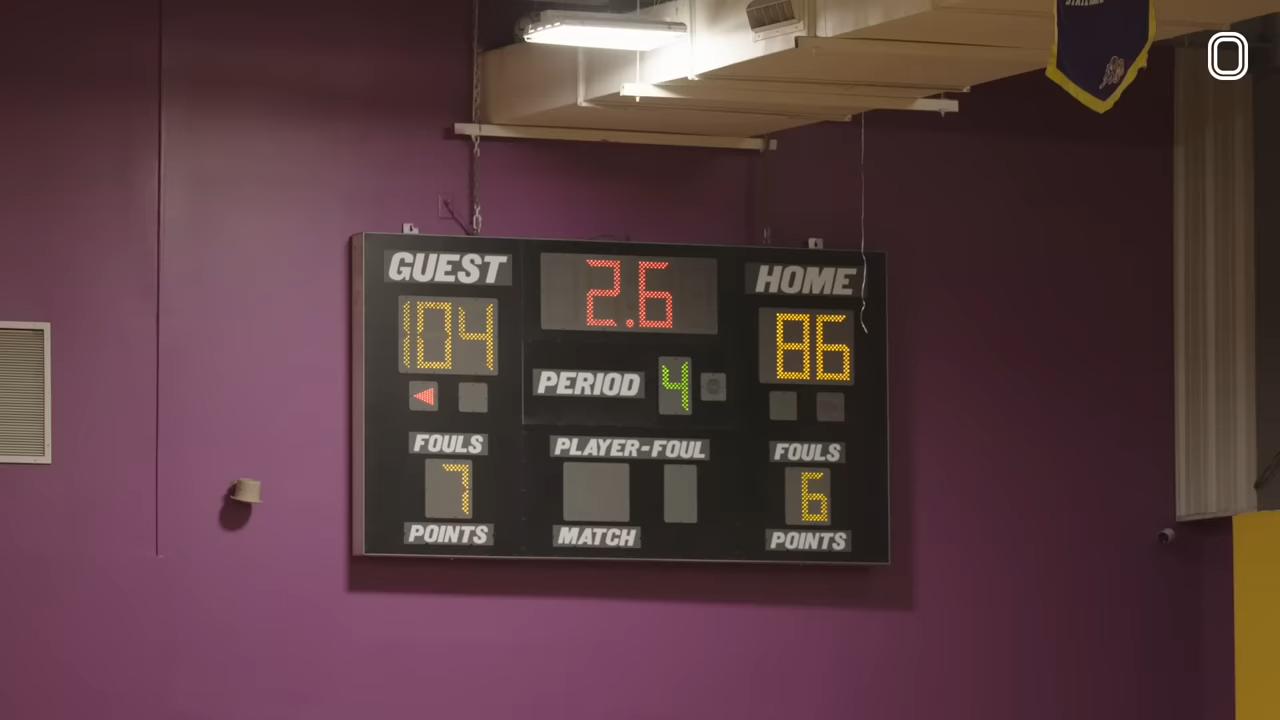 GUEST
2.6
HOME
104
86
PERIOD 4
FOULS
PLAYER-FOUL
FOULS
7
6
POINTS
MATCH
POINTS